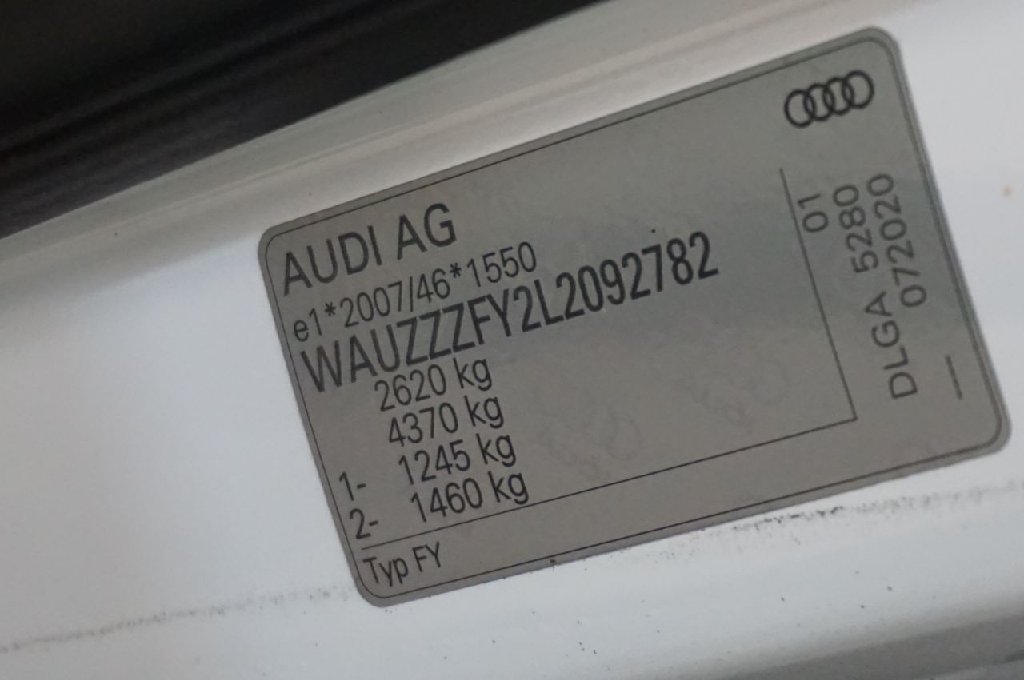 AUDI AG
e1*2007/46*1550
WAUZZZFY2L2092782
2620 kg
4370 kg
1- 1245 kg
2- 1460 kg
Typ FY
01
DLGA 5280
072020